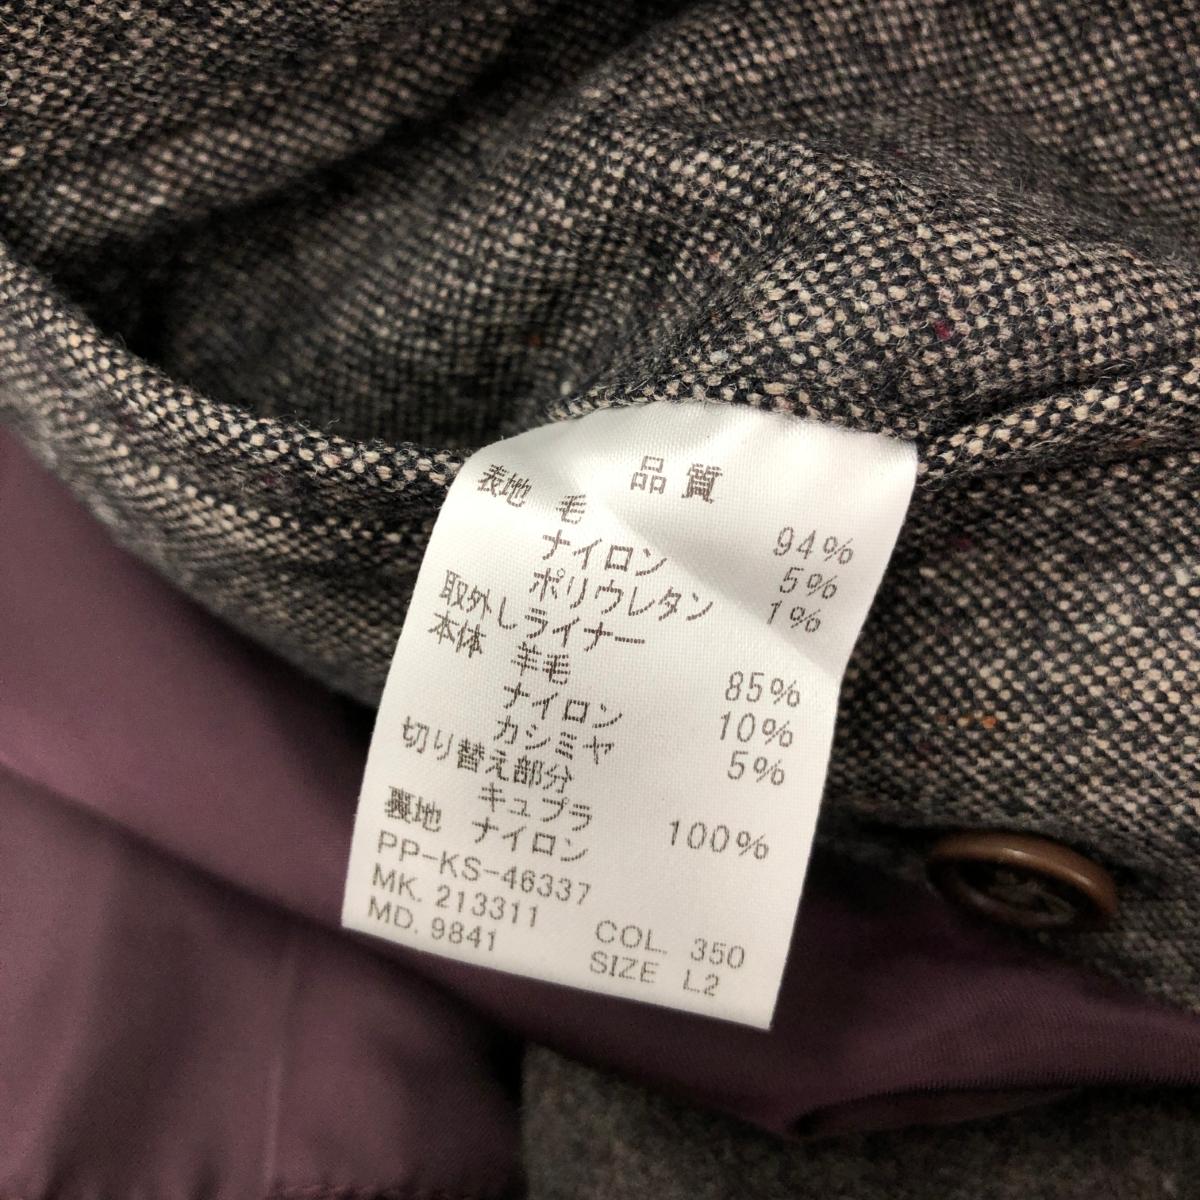 品質
表地 毛 94%
ナイロン 5%
ポリウレタン 1%
取外しライナー
本体 羊毛 85%
ナイロン 10%
カシミヤ 5%
切り替え部分
キュプラ 100%
裏地 ナイロン
PP-KS-46337
MK. 213311 COL. 350
MD. 9841 SIZE L2